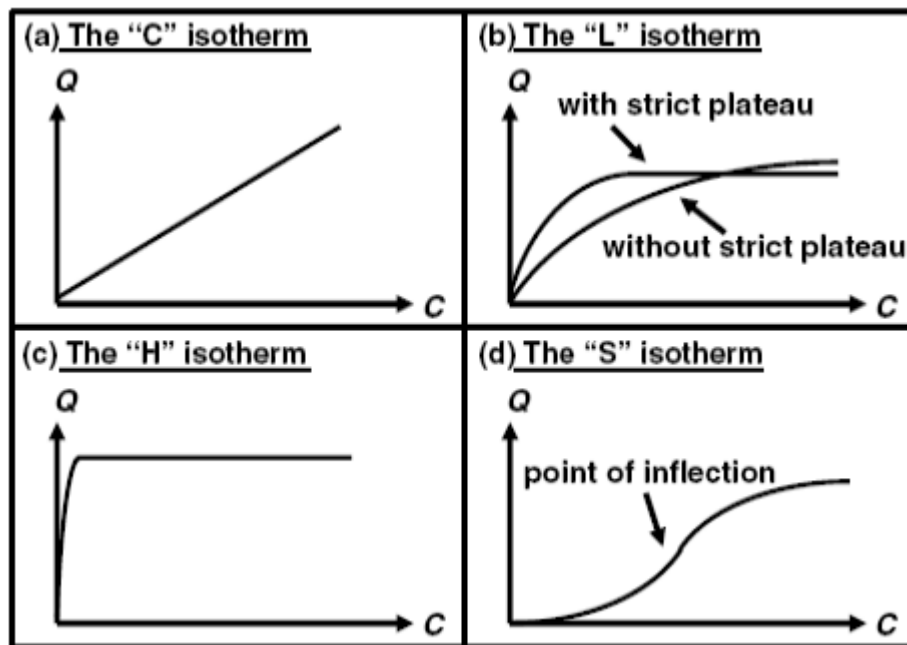 (a) The “C” isotherm
Q
C
(b) The “L” isotherm
Q
with strict plateau
without strict plateau
C
(c) The “H” isotherm
Q
C
(d) The “S” isotherm
Q
point of inflection
C